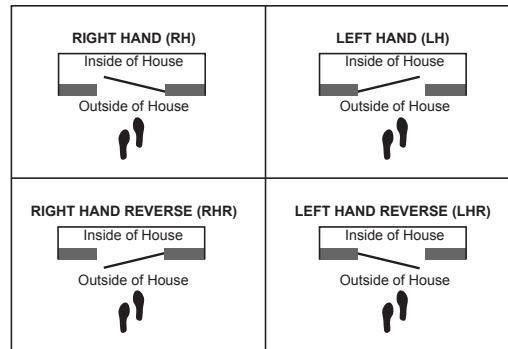 RIGHT HAND (RH)
Inside of House
Outside of House
LEFT HAND (LH)
Inside of House
Outside of House
RIGHT HAND REVERSE (RHR)
Inside of House
Outside of House
LEFT HAND REVERSE (LHR)
Inside of House
Outside of House